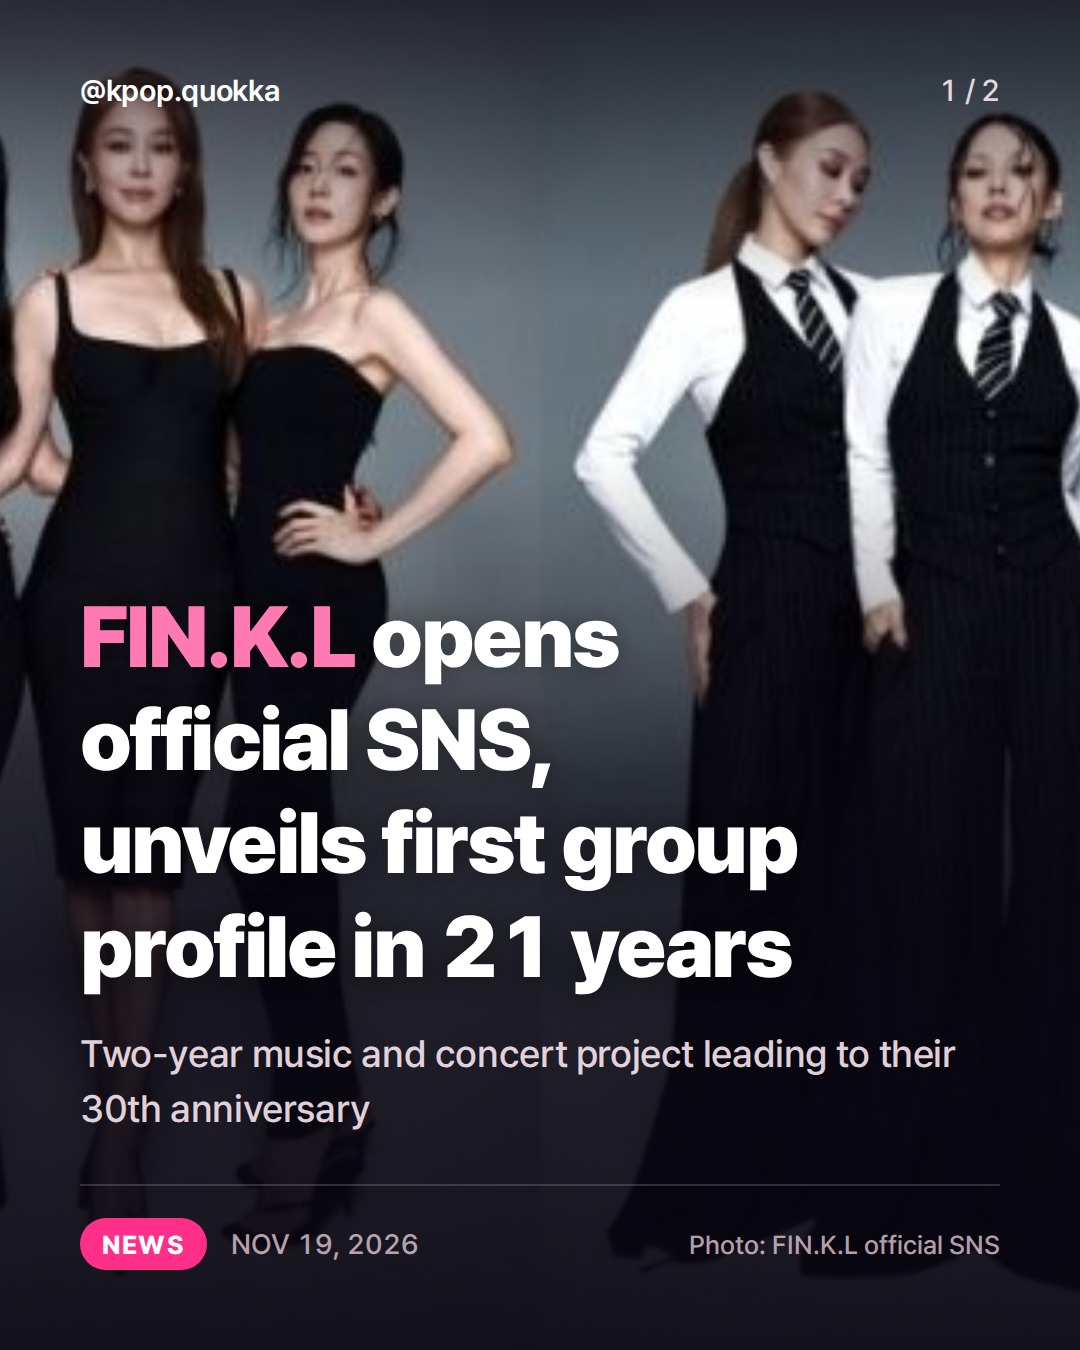 @kpop.quokka
1 / 2
FIN.K.L opens
official SNS,
unveils first group
profile in 21 years
Two-year music and concert project leading to their
30th anniversary
NEWS
NOV 19, 2026
Photo: FIN.K.L official SNS